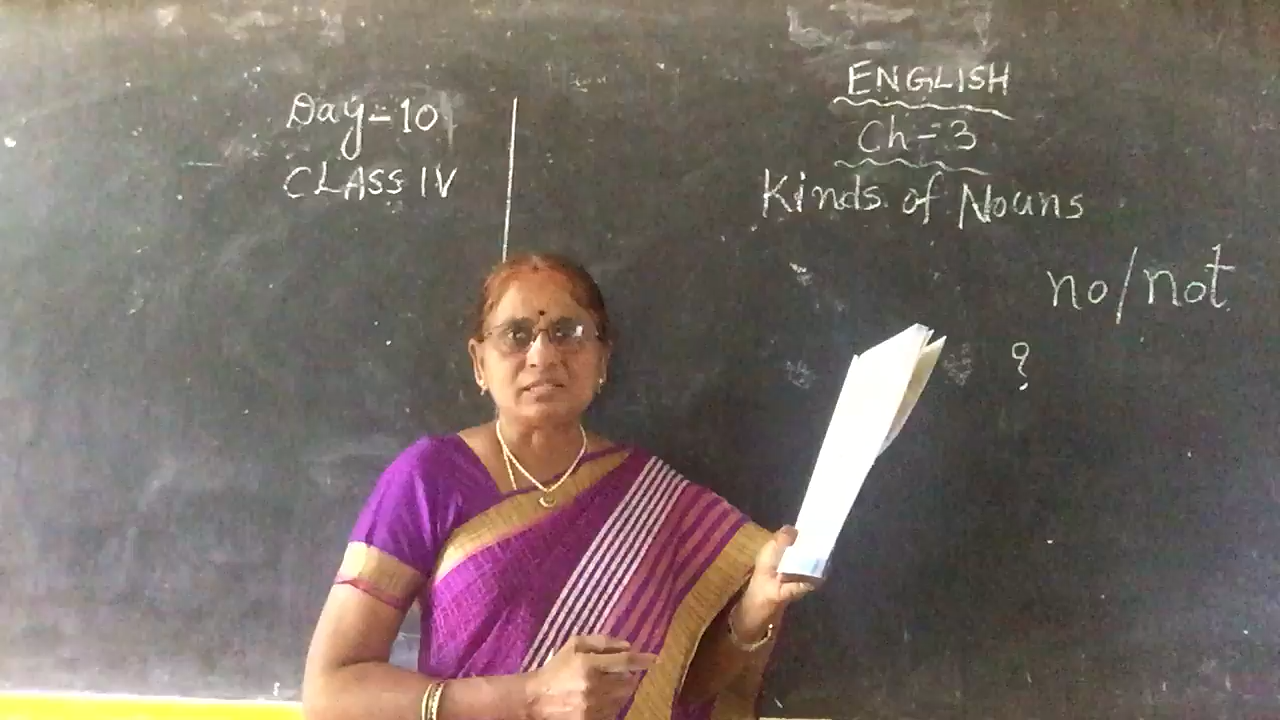 Day=10
CLASS IV
ENGLISH
Ch-3
Kinds of Nouns
no/not
?